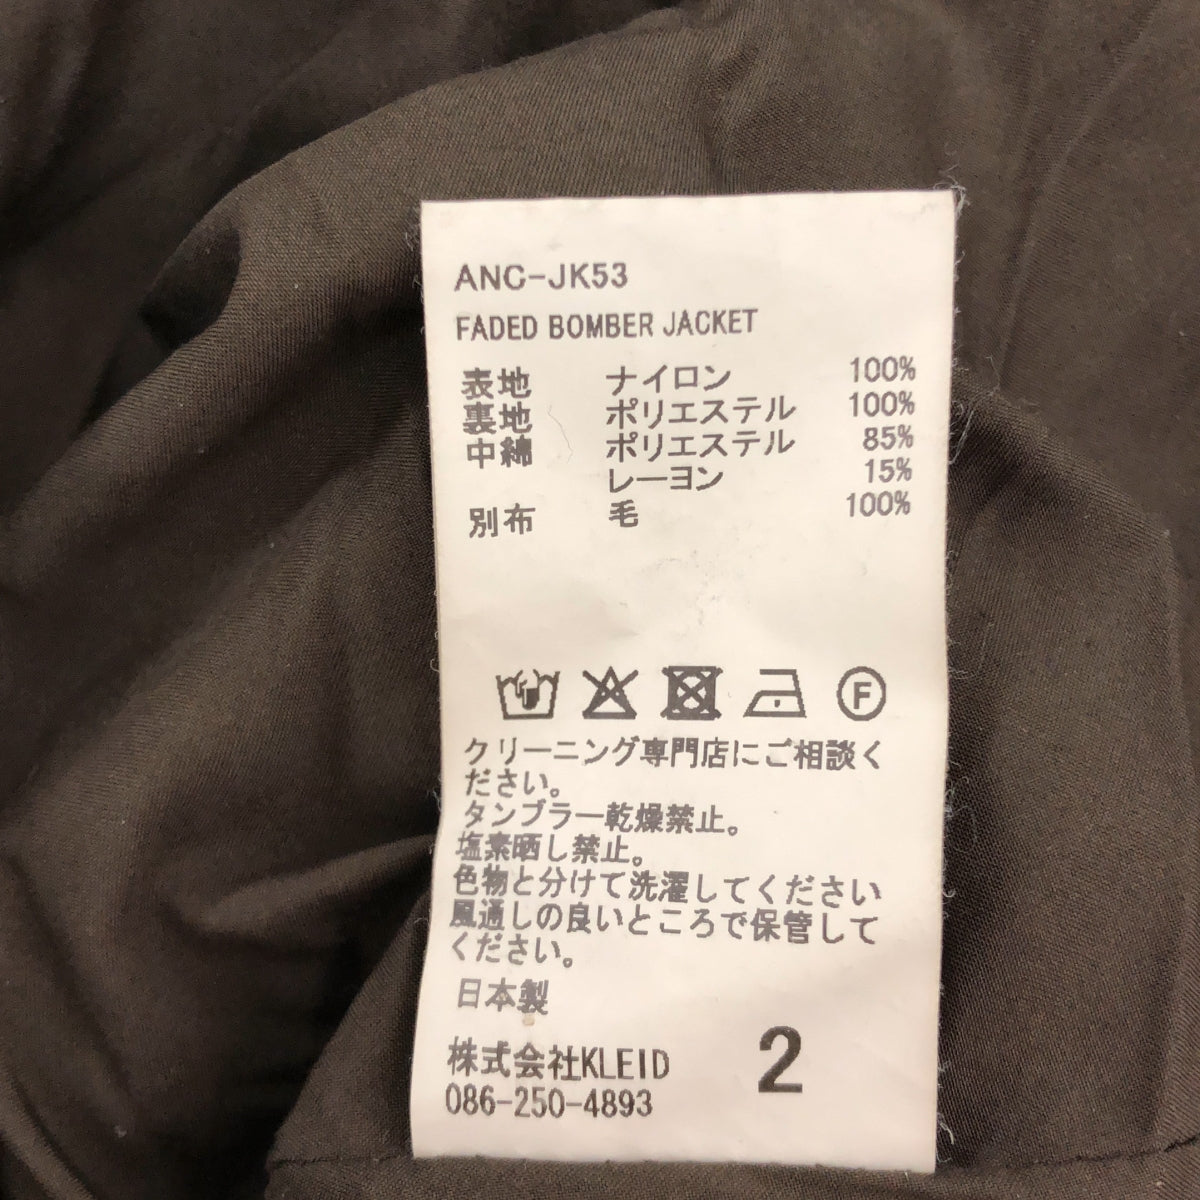 ANC-JK53
FADED BOMBER JACKET
表地 ナイロン 100%
裏地 ポリエステル 100%
中綿 ポリエステル 85%
レーヨン 15%
別布 毛 100%
F
クリーニング専門店にご相談く
ださい。
タンブラー乾燥禁止。
塩素晒し禁止。
色物と分けて洗濯してください
風通しの良いところで保管して
ください。
日本製
株式会社KLEID 2
086-250-4893